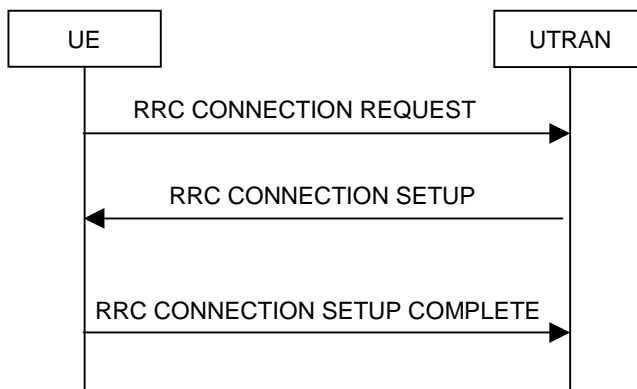 UE
UTRAN
RRC CONNECTION REQUEST
RRC CONNECTION SETUP
RRC CONNECTION SETUP COMPLETE